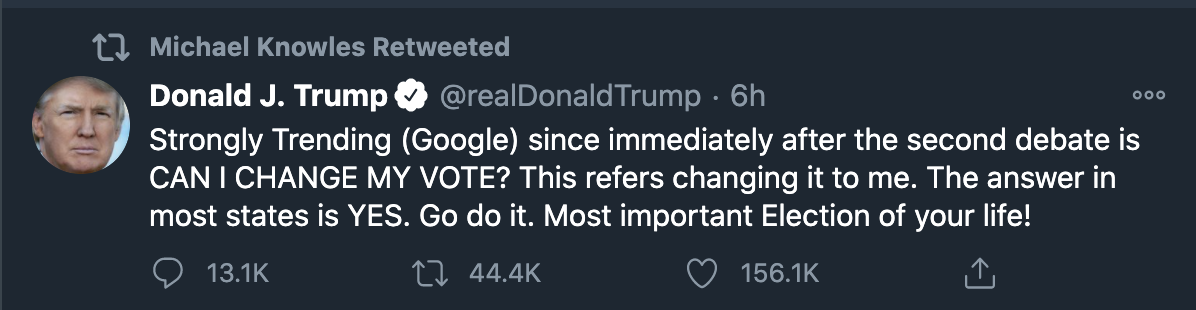 Michael Knowles Retweeted
Donald J. Trump @realDonaldTrump · 6h
Strongly Trending (Google) since immediately after the second debate is
CAN I CHANGE MY VOTE? This refers changing it to me. The answer in
most states is YES. Go do it. Most important Election of your life!
13.1K 44.4K 156.1K